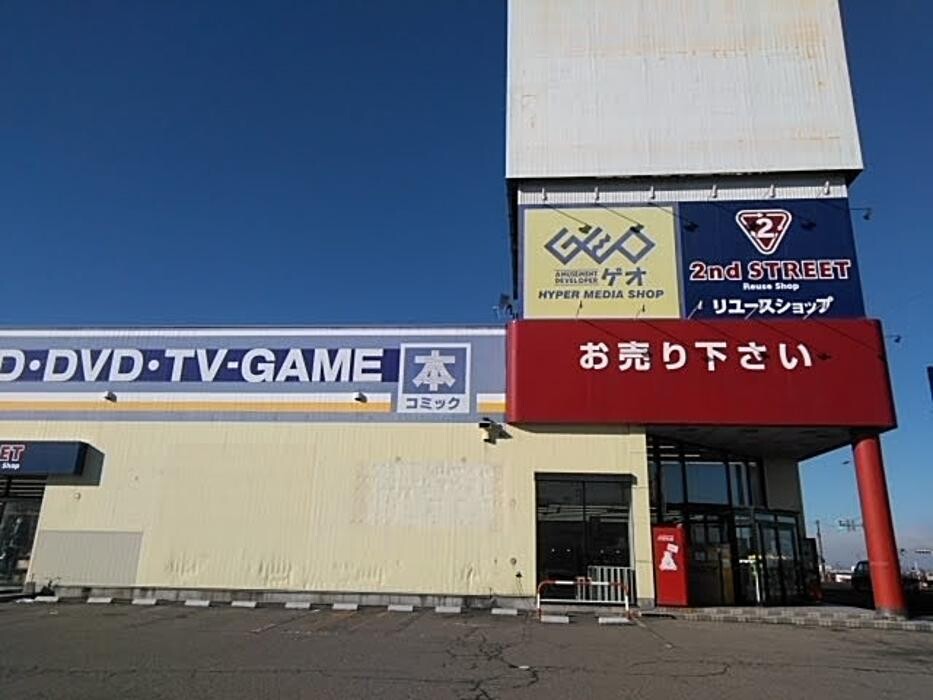 GEO
AMUSEMENT
DEVELOPER ゲオ
HYPER MEDIA SHOP
2
2nd STREET
Reuse Shop
リユースショップ
お売り下さい
D・DVD・TV-GAME
本
コミック
ET
Shop